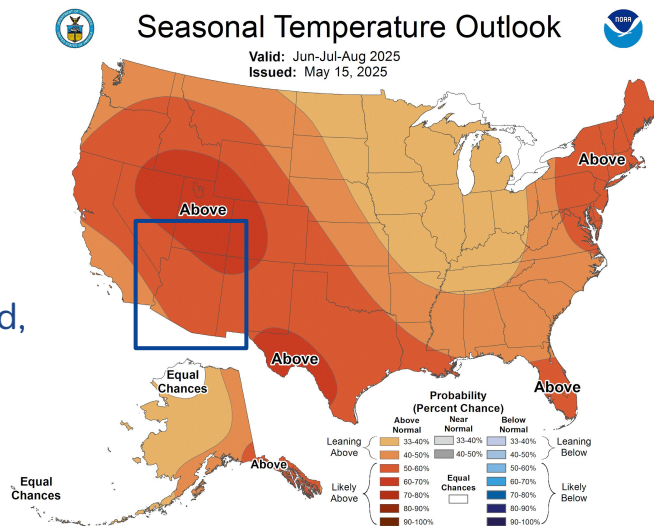 Seasonal Temperature Outlook
NOAA
Valid: Jun-Jul-Aug 2025
Issued: May 15, 2025
Above
Above
d,
Above
Above
Equal
Chances
Above
Equal
Chances
Probability
(Percent Chance)
Above
Normal
Near
Normal
Below
Normal
Leaning
Above
33-40%
40-50%
33-40%
40-50%
33-40%
40-50%
Leaning
Below
Likely
Above
50-60%
60-70%
70-80%
80-90%
90-100%
Equal
Chances
50-60%
60-70%
70-80%
80-90%
90-100%
Likely
Below